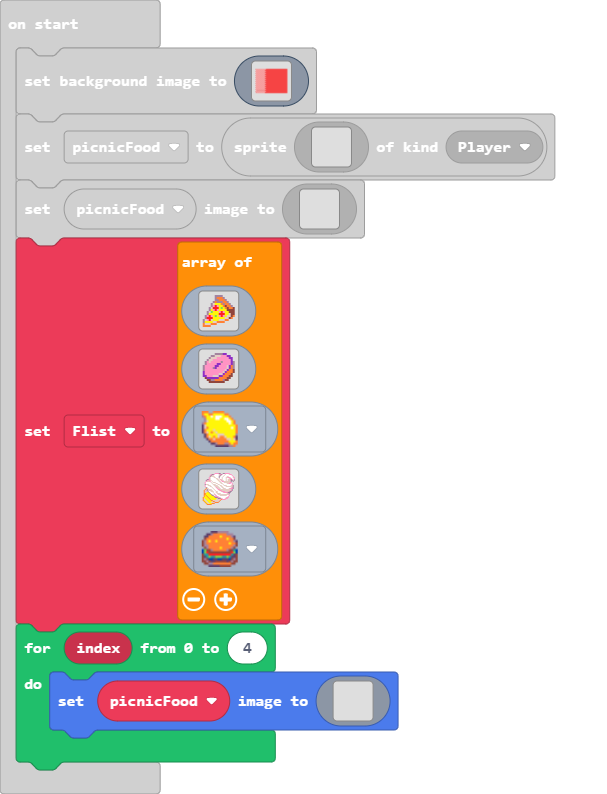 on start
set background image to
set picnicFood to sprite of kind Player
set picnicFood image to
array of
set Flist to
for index from 0 to 4
do
set picnicFood image to